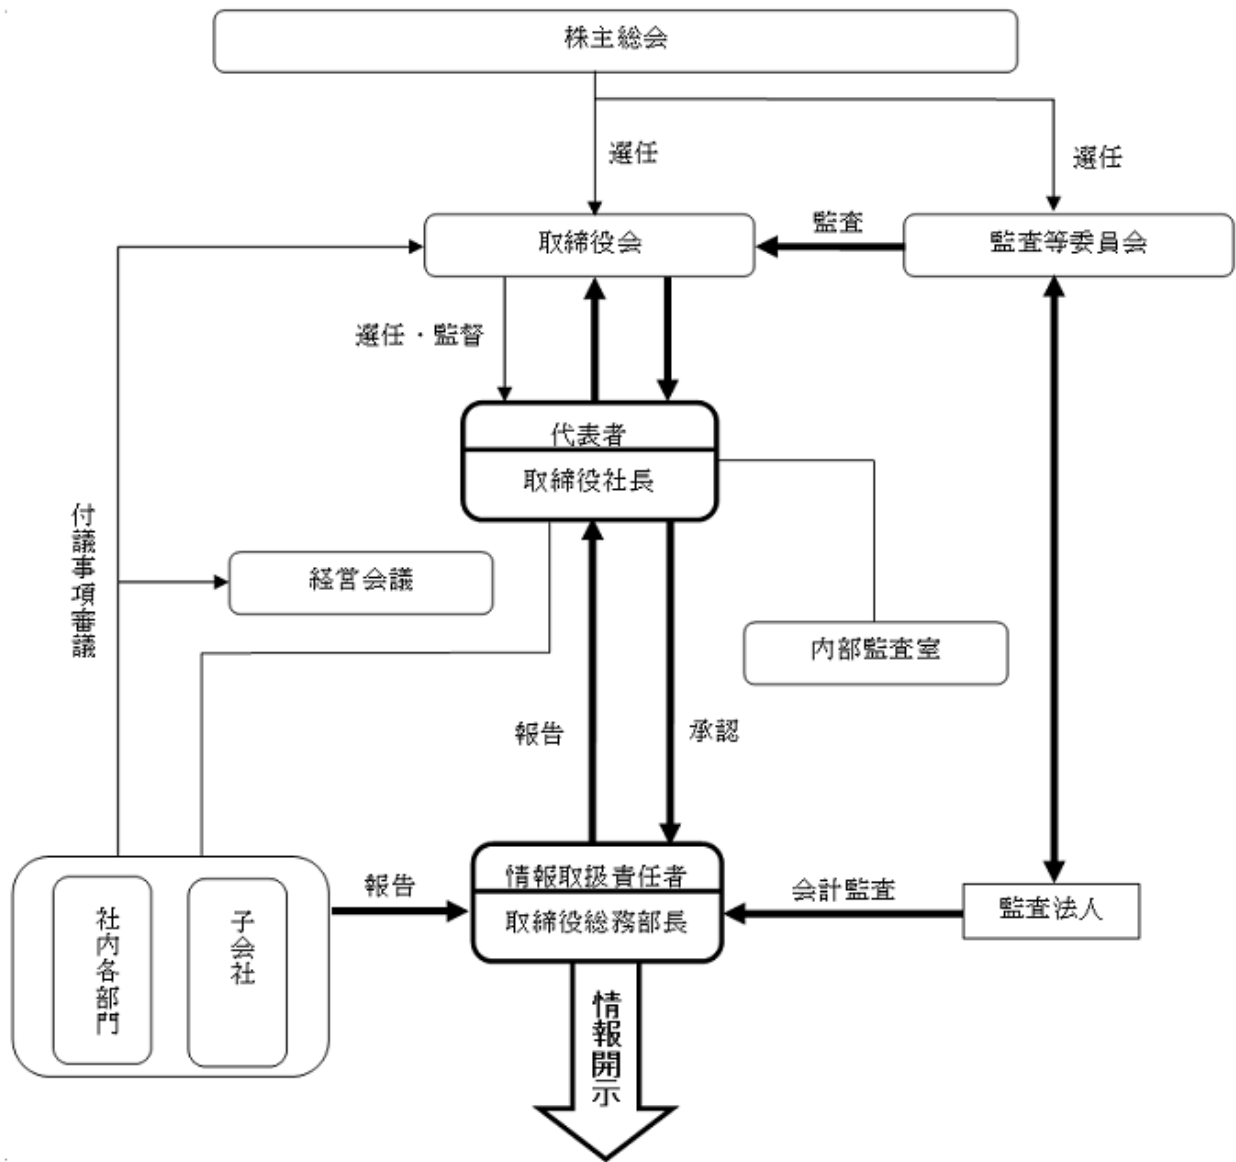 株主総会
選任
選任
取締役会
監査
監査等委員会
選任・監督
代表者
取締役社長
付議事項審議
経営会議
内部監査室
報告
承認
社内各部門
子会社
報告
情報取扱責任者
取締役総務部長
会計監査
監査法人
情報開示